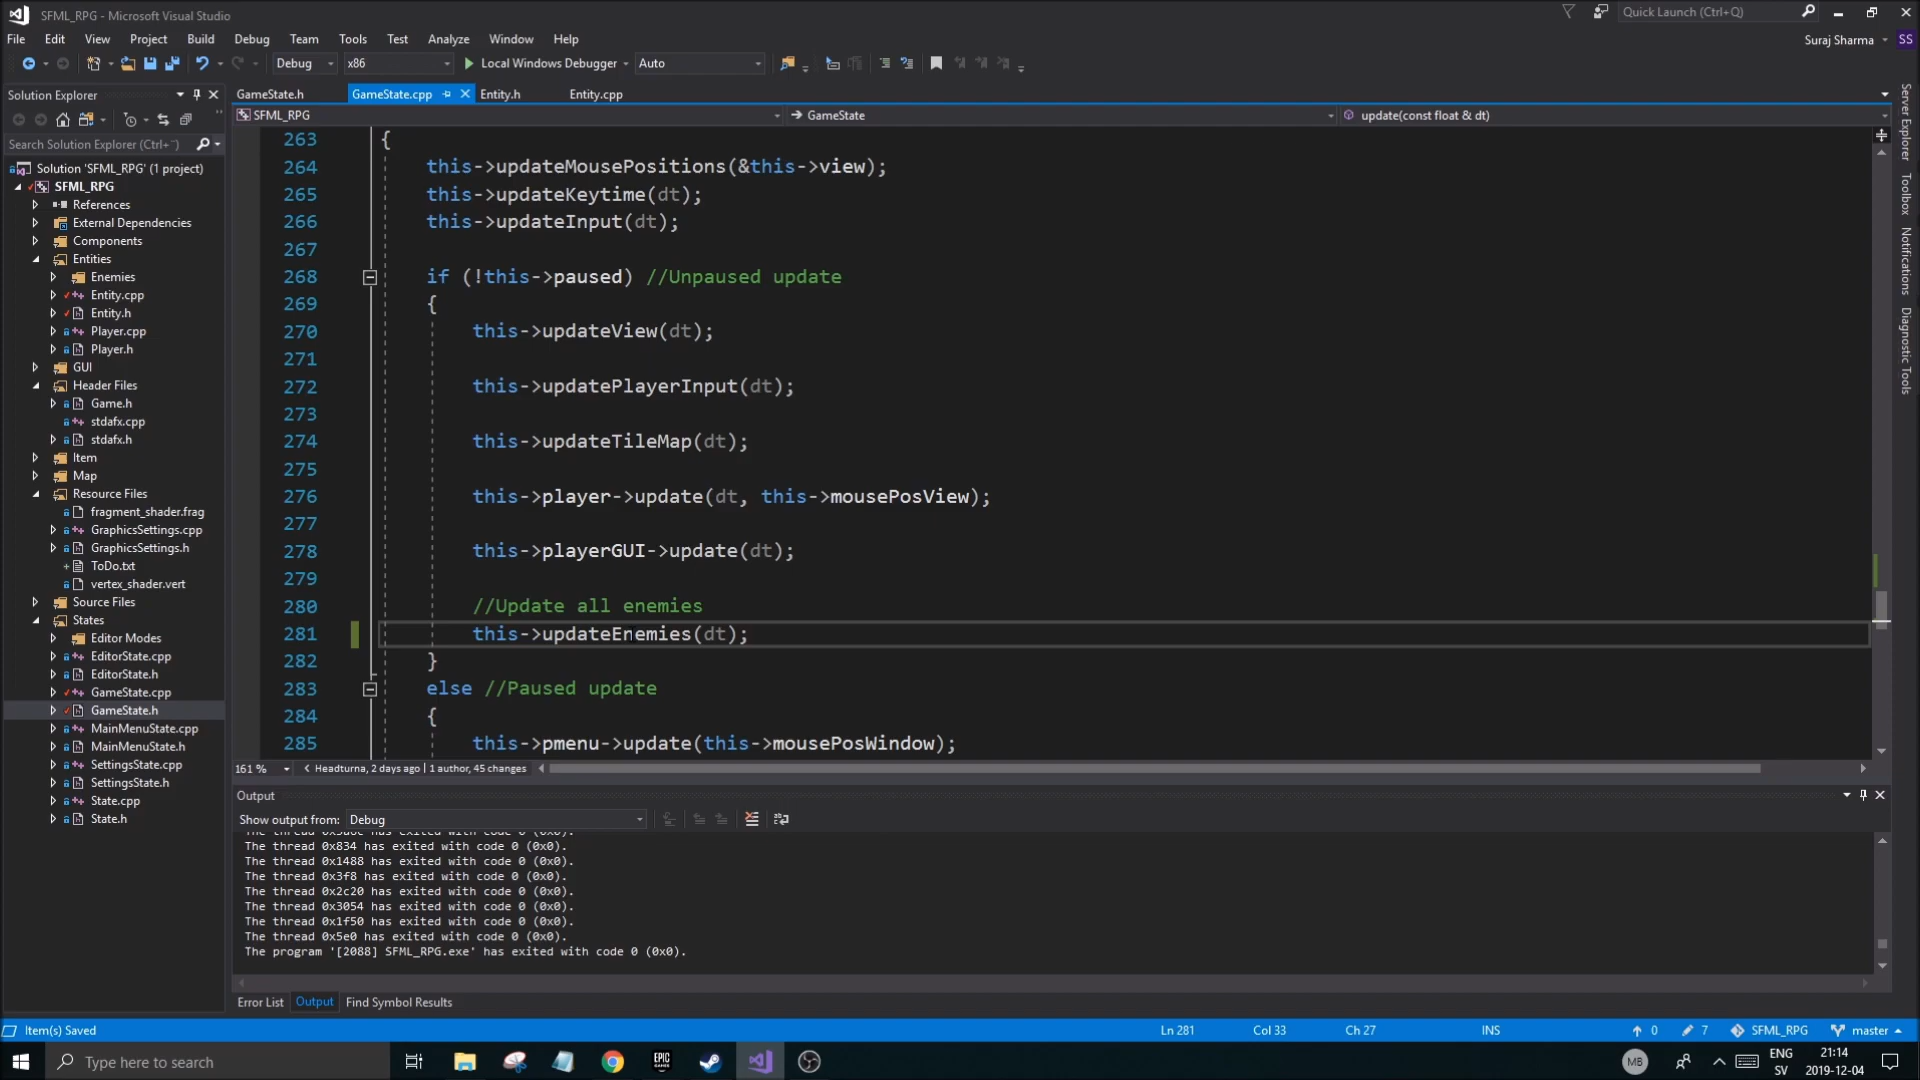 SFML_RPG - Microsoft Visual Studio
Quick Launch (Ctrl+Q)
File Edit View Project Build Debug Team Tools Test Analyze Window Help
Suraj Sharma SS
Debug x86 Local Windows Debugger Auto
Solution Explorer
GameState.h GameState.cpp Entity.h Entity.cpp
SFML_RPG GameState update(const float & dt)
Search Solution Explorer (Ctrl+¨)
Solution 'SFML_RPG' (1 project)
SFML_RPG
References
External Dependencies
Components
Entities
Enemies
Entity.cpp
Entity.h
Player.cpp
Player.h
GUI
Header Files
Game.h
stdafx.cpp
stdafx.h
Item
Map
Resource Files
fragment_shader.frag
GraphicsSettings.cpp
GraphicsSettings.h
ToDo.txt
vertex_shader.vert
Source Files
States
Editor Modes
EditorState.cpp
EditorState.h
GameState.cpp
GameState.h
MainMenuState.cpp
MainMenuState.h
SettingsState.cpp
SettingsState.h
State.cpp
State.h
263 {
264 this->updateMousePositions(&this->view);
265 this->updateKeytime(dt);
266 this->updateInput(dt);
267
268 if (!this->paused) //Unpaused update
269 {
270 this->updateView(dt);
271
272 this->updatePlayerInput(dt);
273
274 this->updateTileMap(dt);
275
276 this->player->update(dt, this->mousePosView);
277
278 this->playerGUI->update(dt);
279
280 //Update all enemies
281 this->updateEnemies(dt);
282 }
283 else //Paused update
284 {
285 this->pmenu->update(this->mousePosWindow);
161 % Headturna, 2 days ago | 1 author, 45 changes
Server Explorer
Toolbox
Notifications
Diagnostic Tools
Output
Show output from: Debug
The thread 0x834 has exited with code 0 (0x0).
The thread 0x1488 has exited with code 0 (0x0).
The thread 0x3f8 has exited with code 0 (0x0).
The thread 0x2c20 has exited with code 0 (0x0).
The thread 0x3054 has exited with code 0 (0x0).
The thread 0x1f50 has exited with code 0 (0x0).
The thread 0x5e0 has exited with code 0 (0x0).
The program '[2088] SFML_RPG.exe' has exited with code 0 (0x0).
Error List Output Find Symbol Results
Item(s) Saved Ln 281 Col 33 Ch 27 INS 0 7 SFML_RPG master
Type here to search
EPIC GAMES
MB
ENG
SV
21:14
2019-12-04